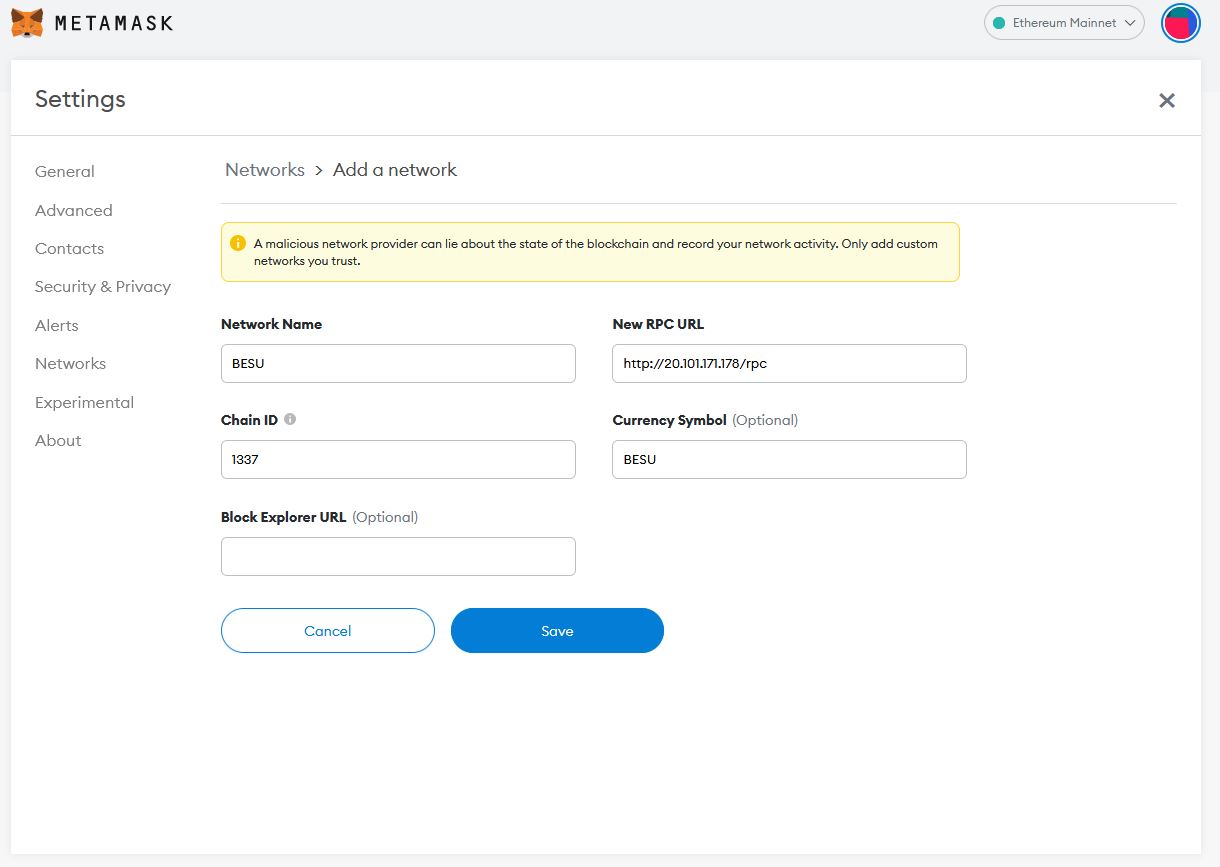 METAMASK
Ethereum Mainnet
Settings
General
Advanced
Contacts
Security & Privacy
Alerts
Networks
Experimental
About
Networks > Add a network
A malicious network provider can lie about the state of the blockchain and record your network activity. Only add custom
networks you trust.
Network Name
New RPC URL
BESU
http://20.101.171.178/rpc
Chain ID
Currency Symbol (Optional)
1337
BESU
Block Explorer URL (Optional)
Cancel
Save